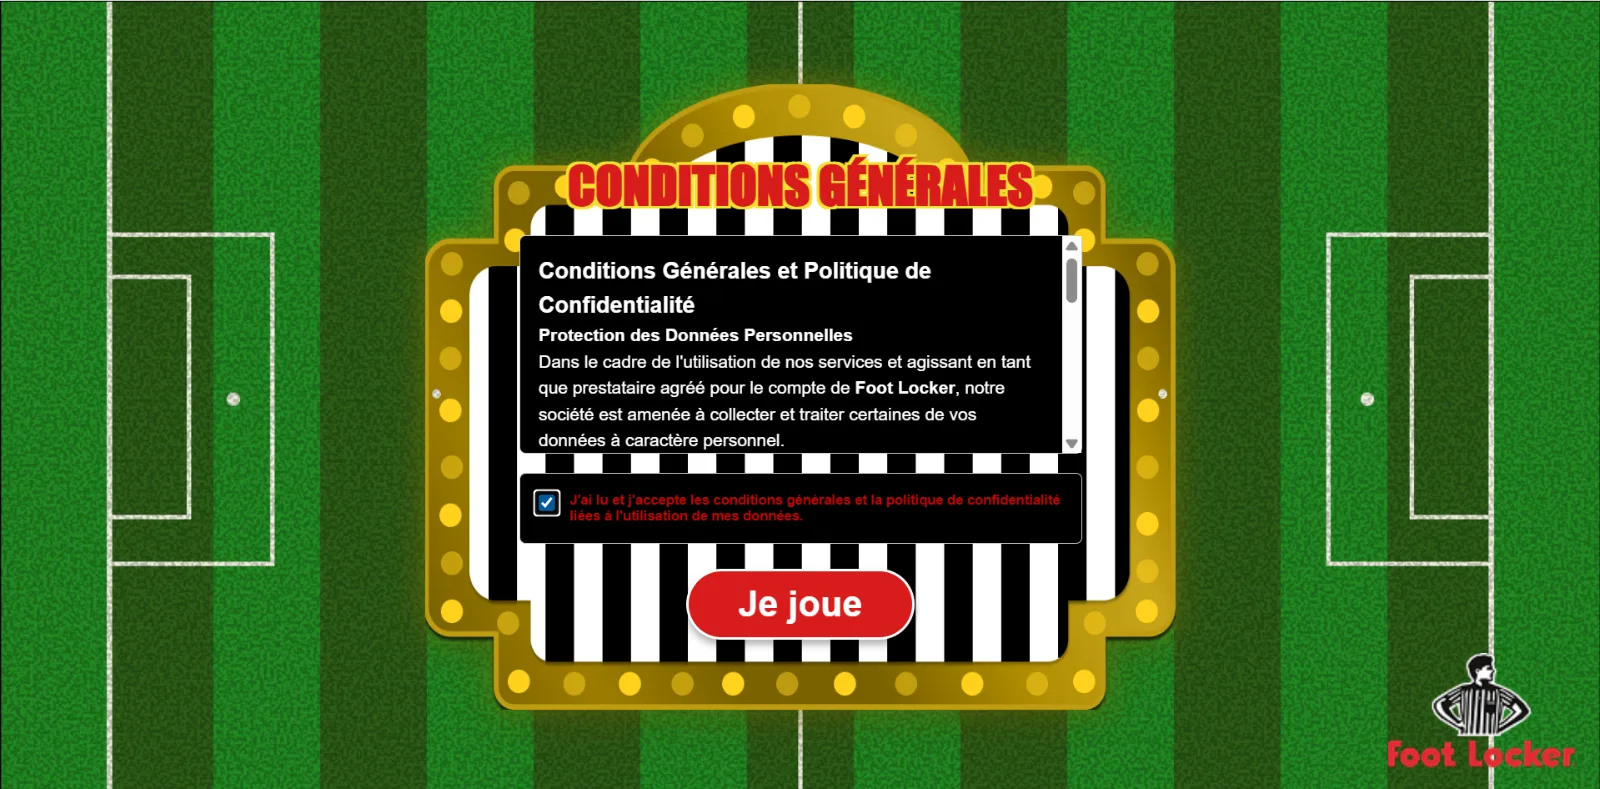 CONDITIONS GÉNÉRALES
Conditions Générales et Politique de
Confidentialité
Protection des Données Personnelles
Dans le cadre de l'utilisation de nos services et agissant en tant
que prestataire agréé pour le compte de Foot Locker, notre
société est amenée à collecter et traiter certaines de vos
données à caractère personnel.
J'ai lu et j'accepte les conditions générales et la politique de confidentialité
liées à l'utilisation de mes données.
Je joue
Foot Locker